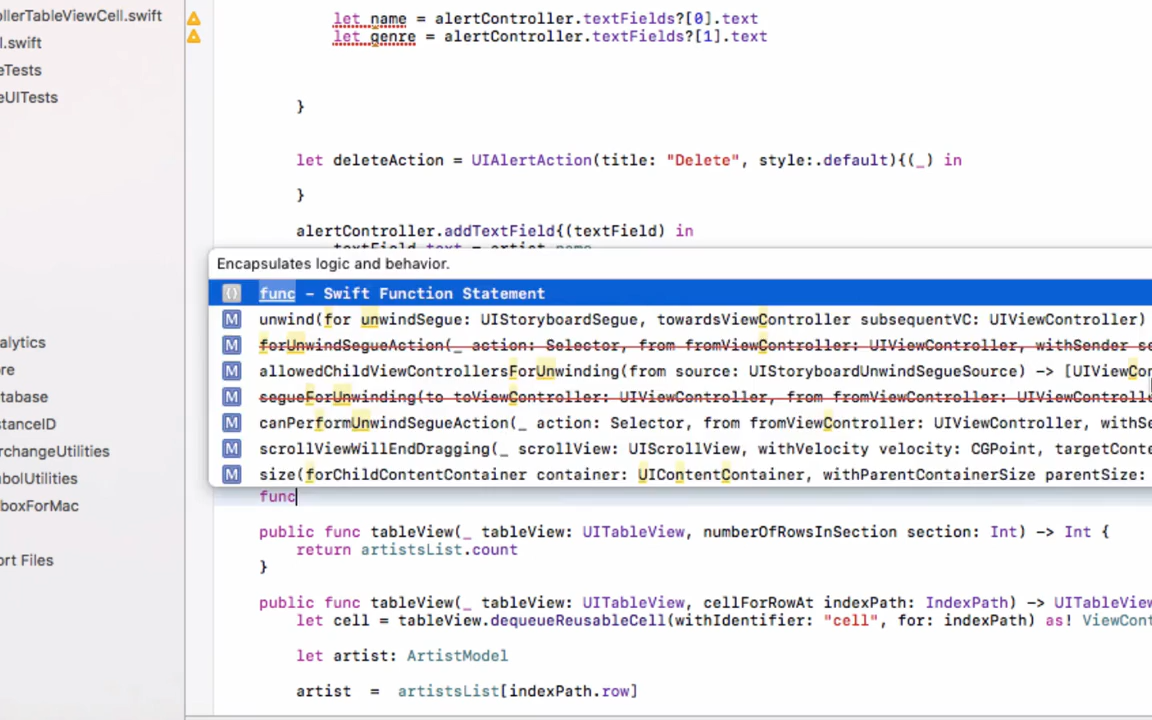 ollerTableViewCell.swift
l.swift
eTests
eUITests
alytics
re
tabase
stanceID
rchangeUtilities
bolUtilities
boxForMac
ort Files
let name = alertController.textFields?[0].text
let genre = alertController.textFields?[1].text
}
let deleteAction = UIAlertAction(title: "Delete", style:.default){(_) in
}
alertController.addTextField{(textField) in
textField.text = artist.name
Encapsulates logic and behavior.
{} func – Swift Function Statement
M unwind(for unwindSegue: UIStoryboardSegue, towardsViewController subsequentVC: UIViewController)
M forUnwindSegueAction(_ action: Selector, from fromViewController: UIViewController, withSender se
M allowedChildViewControllersForUnwinding(from source: UIStoryboardUnwindSegueSource) -> [UIViewCon
M segueForUnwinding(to toViewController: UIViewController, from fromViewController: UIViewControlle
M canPerformUnwindSegueAction(_ action: Selector, from fromViewController: UIViewController, withSe
M scrollViewWillEndDragging(_ scrollView: UIScrollView, withVelocity velocity: CGPoint, targetConte
M size(forChildContentContainer container: UIContentContainer, withParentContainerSize parentSize:
func
public func tableView(_ tableView: UITableView, numberOfRowsInSection section: Int) -> Int {
return artistsList.count
}
public func tableView(_ tableView: UITableView, cellForRowAt indexPath: IndexPath) -> UITableView
let cell = tableView.dequeueReusableCell(withIdentifier: "cell", for: indexPath) as! ViewCont
let artist: ArtistModel
artist = artistsList[indexPath.row]